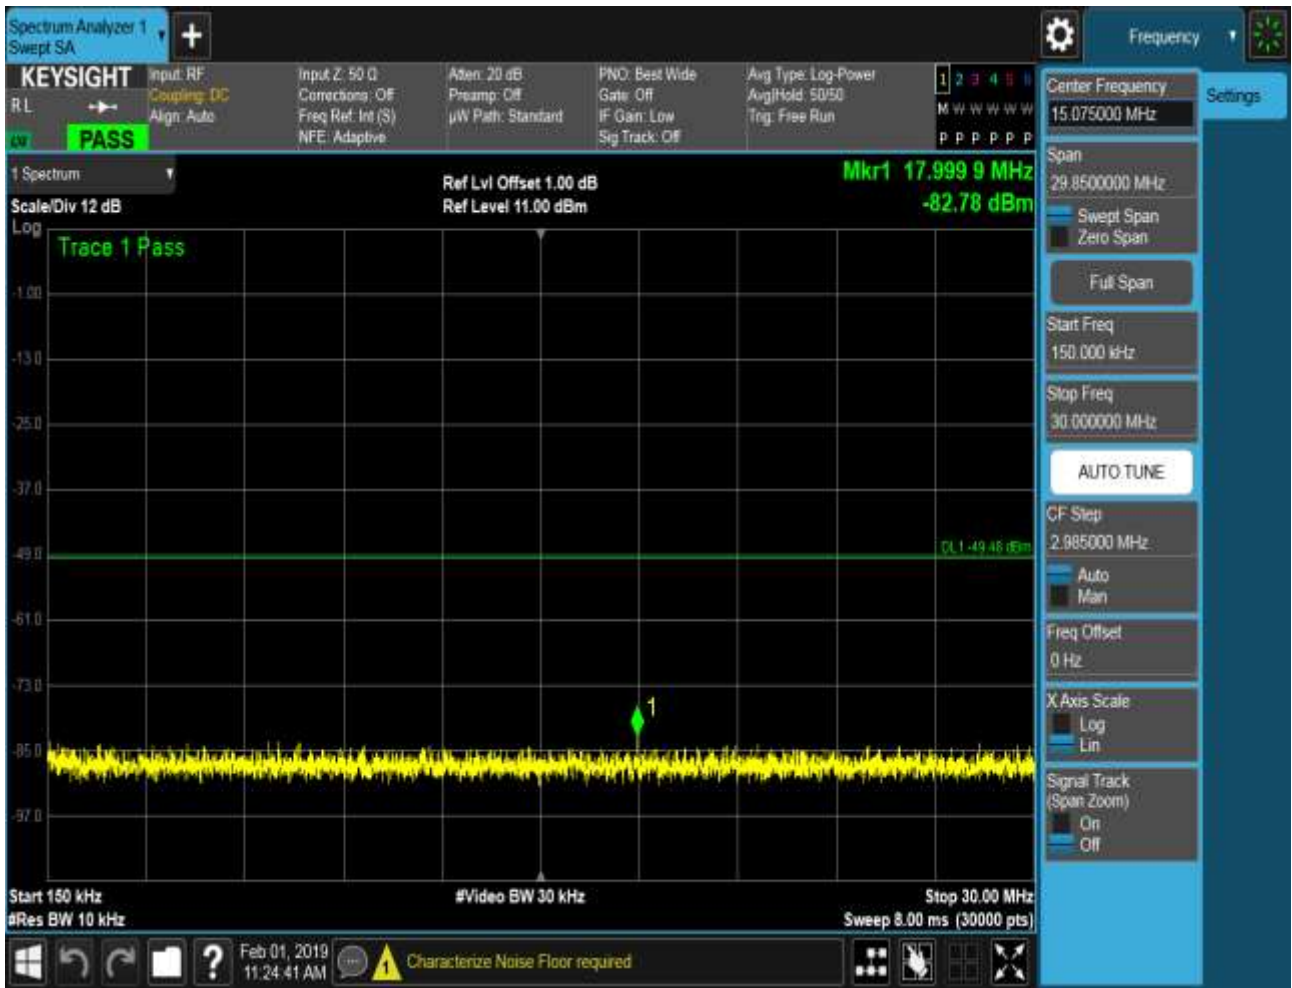 Spectrum Analyzer 1
Swept SA
Frequency
KEYSIGHT
R L
PASS
Input: RF
Coupling: DC
Align: Auto
Input Z: 50 Ω
Corrections: Off
Freq Ref: Int (S)
NFE: Adaptive
Atten: 20 dB
Preamp: Off
µW Path: Standard
PNO: Best Wide
Gate: Off
IF Gain: Low
Sig Track: Off
Avg Type: Log-Power
Avg|Hold: 50/50
Trig: Free Run
1 2 3 4 5 6
M W W W W W
P P P P P P
1 Spectrum
Scale/Div 12 dB
Log
Ref Lvl Offset 1.00 dB
Ref Level 11.00 dBm
Mkr1 17.999 9 MHz
-82.78 dBm
Trace 1 Pass
-1.00
-13.0
-25.0
-37.0
-49.0
DL1 -49.48 dBm
-61.0
-73.0
1
-85.0
-97.0
Start 150 kHz
#Res BW 10 kHz
#Video BW 30 kHz
Stop 30.00 MHz
Sweep 8.00 ms (30000 pts)
Feb 01, 2019
11:24:41 AM
Characterize Noise Floor required
Center Frequency
15.075000 MHz
Settings
Span
29.8500000 MHz
Swept Span
Zero Span
Full Span
Start Freq
150.000 kHz
Stop Freq
30.000000 MHz
AUTO TUNE
CF Step
2.985000 MHz
Auto
Man
Freq Offset
0 Hz
X Axis Scale
Log
Lin
Signal Track
(Span Zoom)
On
Off